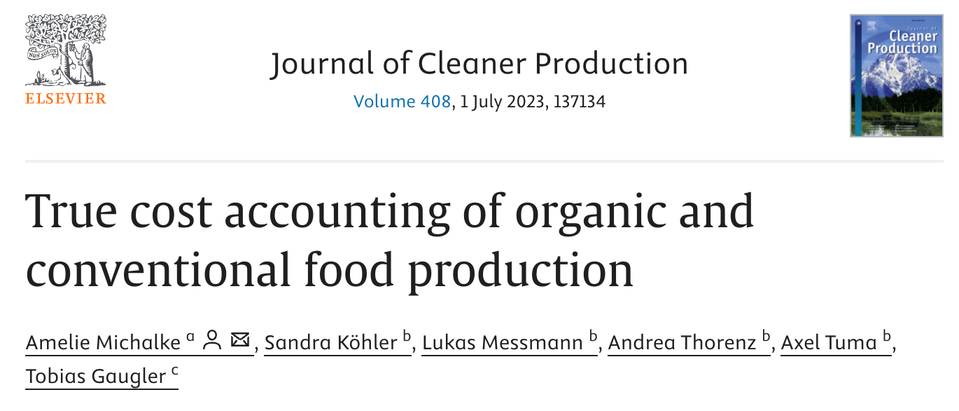 ELSEVIER
Journal of Cleaner Production
Volume 408, 1 July 2023, 137134
Cleaner
Production
True cost accounting of organic and
conventional food production
Amelie Michalke a, Sandra Köhler b, Lukas Messmann b, Andrea Thorenz b, Axel Tuma b,
Tobias Gaugler c